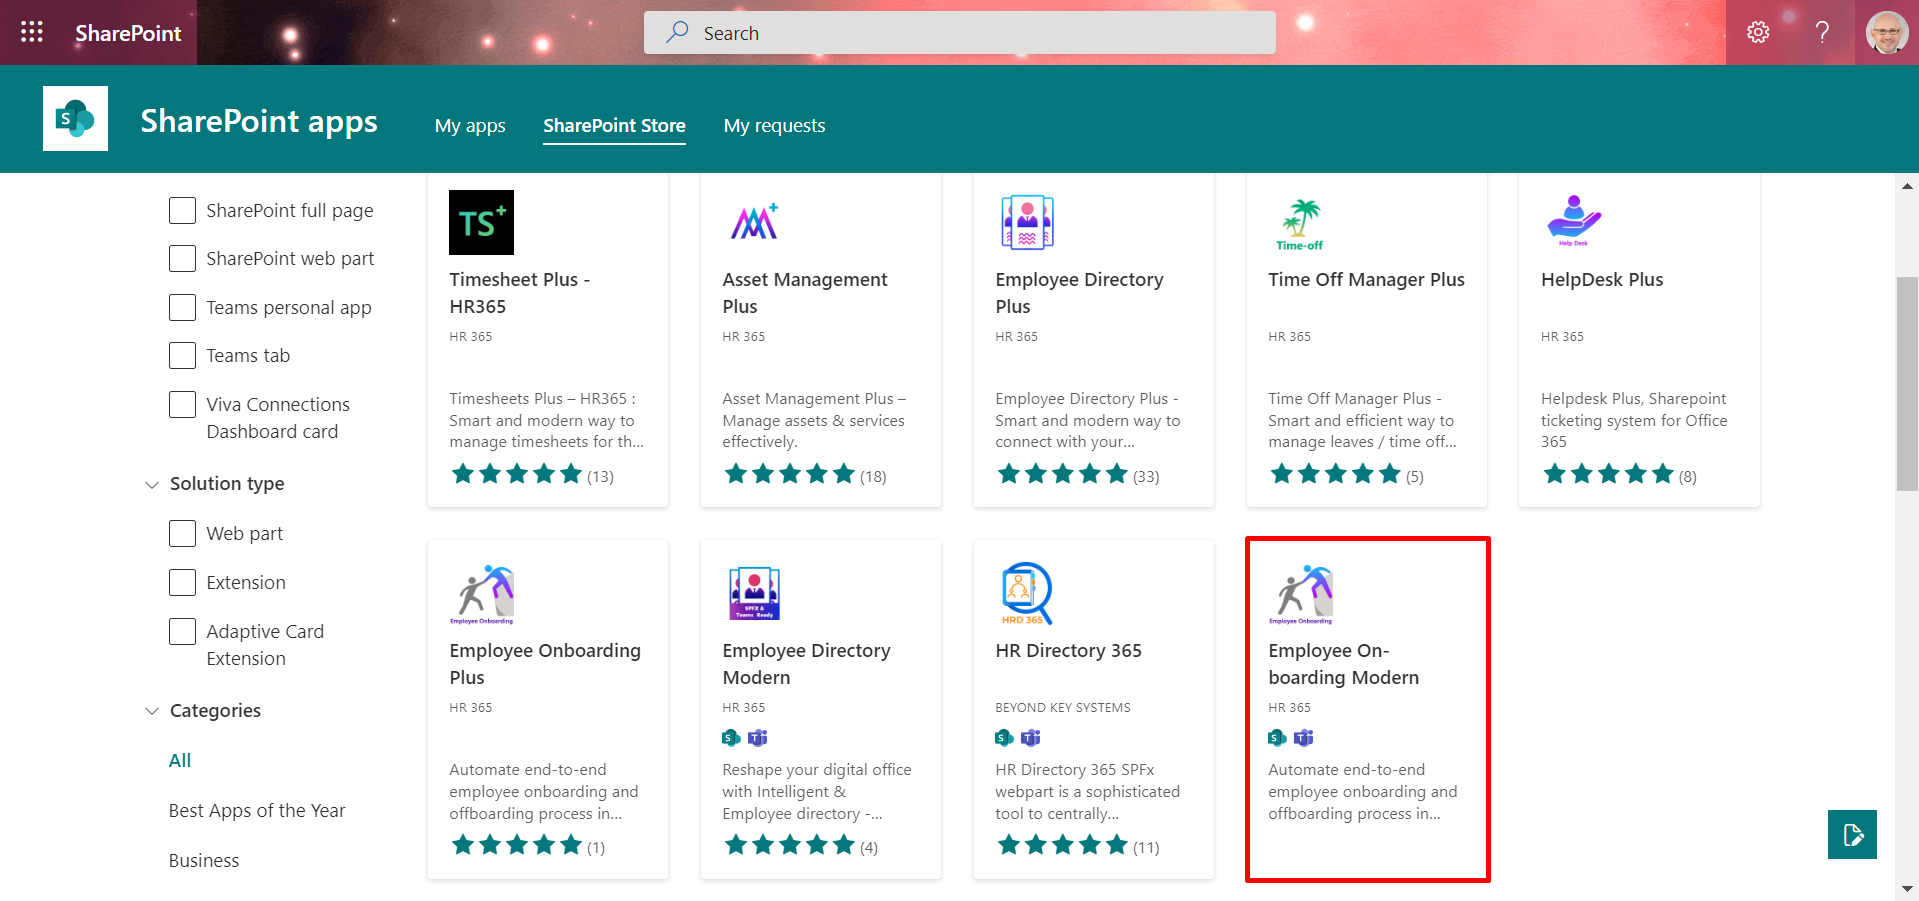 SharePoint
Search
?
SharePoint apps
My apps
SharePoint Store
My requests
SharePoint full page
SharePoint web part
Teams personal app
Teams tab
Viva Connections
Dashboard card
Solution type
Web part
Extension
Adaptive Card
Extension
Categories
All
Best Apps of the Year
Business
TS+
Timesheet Plus -
HR365
HR 365
Timesheets Plus – HR365 :
Smart and modern way to
manage timesheets for th...
(13)
Asset Management
Plus
HR 365
Asset Management Plus –
Manage assets & services
effectively.
(18)
Employee Directory
Plus
HR 365
Employee Directory Plus -
Smart and modern way to
connect with your...
(33)
Time-off
Time Off Manager Plus
HR 365
Time Off Manager Plus -
Smart and efficient way to
manage leaves / time off...
(5)
Help Desk
HelpDesk Plus
HR 365
Helpdesk Plus, Sharepoint
ticketing system for Office
365
(8)
Employee Onboarding
Employee Onboarding
Plus
HR 365
Automate end-to-end
employee onboarding and
offboarding process in...
(1)
SPFX &
Teams Ready
Employee Directory
Modern
HR 365
Reshape your digital office
with Intelligent &
Employee directory -...
(4)
HRD 365
HR Directory 365
BEYOND KEY SYSTEMS
HR Directory 365 SPFx
webpart is a sophisticated
tool to centrally...
(11)
Employee Onboarding
Employee On-
boarding Modern
HR 365
Automate end-to-end
employee onboarding and
offboarding process in...